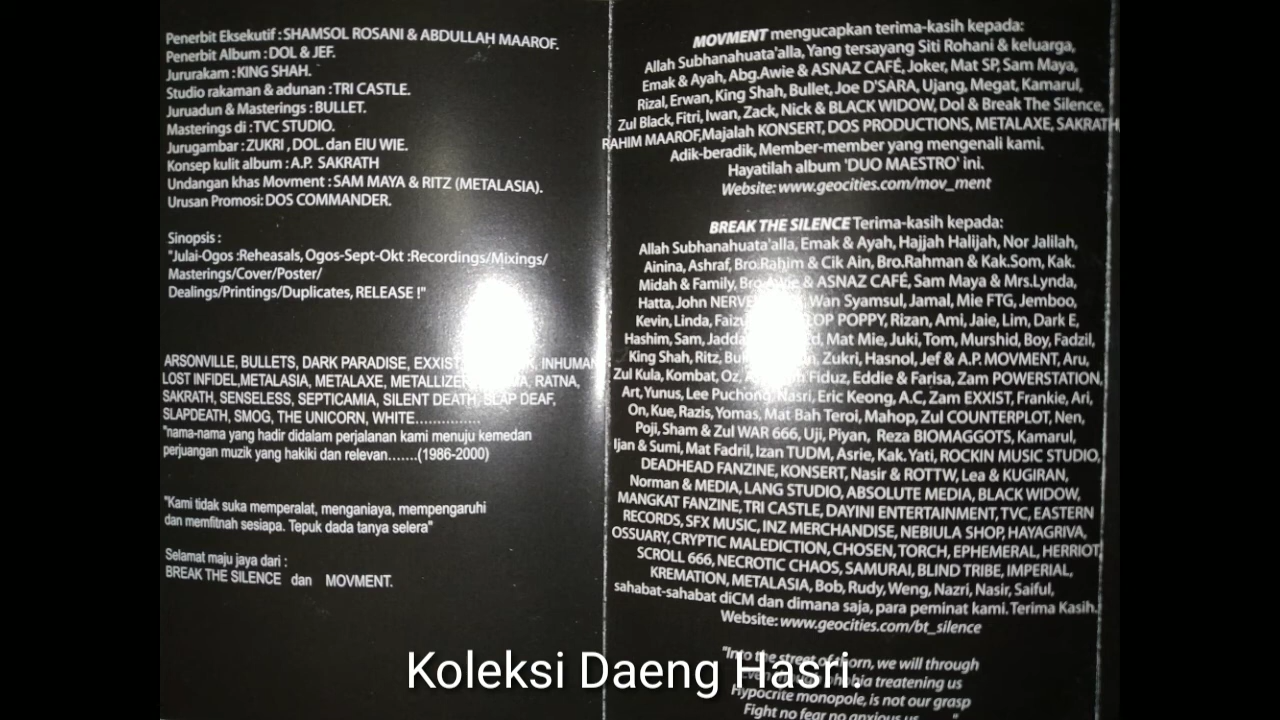 Penerbit Eksekutif : SHAMSOL ROSANI & ABDULLAH MAAROF.
Penerbit Album : DOL & JEF.
Jururakam : KING SHAH.
Studio rakaman & adunan : TRI CASTLE.
Juruadun & Masterings : BULLET.
Masterings di : TVC STUDIO.
Jurugambar : ZUKRI , DOL. dan EIU WIE.
Konsep kulit album : A.P. SAKRATH
Undangan khas Movment : SAM MAYA & RITZ (METALASIA).
Urusan Promosi: DOS COMMANDER.
Sinopsis :
"Julai-Ogos :Reheasals, Ogos-Sept-Okt :Recordings/Mixings/
Masterings/Cover/Poster/
Dealings/Printings/Duplicates, RELEASE !"
ARSONVILLE, BULLETS, DARK PARADISE, INHUMAN
LOST INFIDEL,METALASIA, METALAXE, RATNA,
SAKRATH, SENSELESS, SEPTICAMIA, SILENT DEATH, SLAP DEAF,
SLAPDEATH, SMOG, THE UNICORN, WHITE...............
"nama-nama yang hadir didalam perjalanan kami menuju kemedan
perjuangan muzik yang hakiki dan relevan.......(1986-2000)
"Kami tidak suka memperalat, menganiaya, mempengaruhi
dan memfitnah sesiapa. Tepuk dada tanya selera"
Selamat maju jaya dari :
BREAK THE SILENCE dan MOVMENT.
MOVMENT mengucapkan terima-kasih kepada:
Allah Subhanahuata'alla, Yang tersayang Siti Rohani & keluarga,
Emak & Ayah, Abg.Awie & ASNAZ CAFÉ, Joker, Mat SP, Sam Maya,
Rizal, Erwan, King Shah, Bullet, Joe D'SARA, Ujang, Megat, Kamarul,
Zul Black, Fitri, Iwan, Zack, Nick & BLACK WIDOW, Dol & Break The Silence,
RAHIM MAAROF,Majalah KONSERT, DOS PRODUCTIONS, METALAXE, SAKRATH
Adik-beradik, Member-member yang mengenali kami.
Hayatilah album 'DUO MAESTRO' ini.
Website: www.geocities.com/mov_ment
BREAK THE SILENCE Terima-kasih kepada:
Allah Subhanahuata'alla, Emak & Ayah, Hajjah Halijah, Nor Jalilah,
Ainina, Ashraf, Bro.Rahim & Cik Ain, Bro.Rahman & Kak.Som, Kak.
Midah & Family, Bro.Awie & ASNAZ CAFÉ, Sam Maya & Mrs.Lynda,
Hatta, John Wan Syamsul, Jamal, Mie FTG, Jemboo,
Kevin, Linda, POPPY, Rizan, Ami, Jaie, Lim, Dark E,
Hashim, Sam, Mat Mie, Juki, Tom, Murshid, Boy, Fadzil,
King Shah, Ritz, Zukri, Hasnol, Jef & A.P. MOVMENT, Aru,
Zul Kula, Kombat, Oz, Fiduz, Eddie & Farisa, Zam POWERSTATION,
Art, Yunus, Lee Puchong, Nasri, Eric Keong, A.C, Zam EXXIST, Frankie, Ari,
On, Kue, Razis, Yomas, Mat Bah Teroi, Mahop, Zul COUNTERPLOT, Nen,
Poji, Sham & Zul WAR 666, Uji, Piyan, Reza BIOMAGGOTS, Kamarul,
Ijan & Sumi, Mat Fadril, Izan TUDM, Asrie, Kak. Yati, ROCKIN MUSIC STUDIO,
DEADHEAD FANZINE, KONSERT, Nasir & ROTTW, Lea & KUGIRAN,
Norman & MEDIA, LANG STUDIO, ABSOLUTE MEDIA, BLACK WIDOW,
MANGKAT FANZINE, TRI CASTLE, DAYINI ENTERTAINMENT, TVC, EASTERN
RECORDS, SFX MUSIC, INZ MERCHANDISE, NEBIULA SHOP, HAYAGRIVA,
OSSUARY, CRYPTIC MALEDICTION, CHOSEN, TORCH, EPHEMERAL, HERRIOT,
SCROLL 666, NECROTIC CHAOS, SAMURAI, BLIND TRIBE, IMPERIAL,
KREMATION, METALASIA, Bob, Rudy, Weng, Nazri, Nasir, Saiful,
sahabat-sahabat diCM dan dimana saja, para peminat kami. Terima Kasih.
Website: www.geocities.com/bt_silence
"Into the street of thorn, we will through
treatening us
Hypocrite monopole, is not our grasp
Fight no fear no anxious us
Koleksi Daeng Hasri.